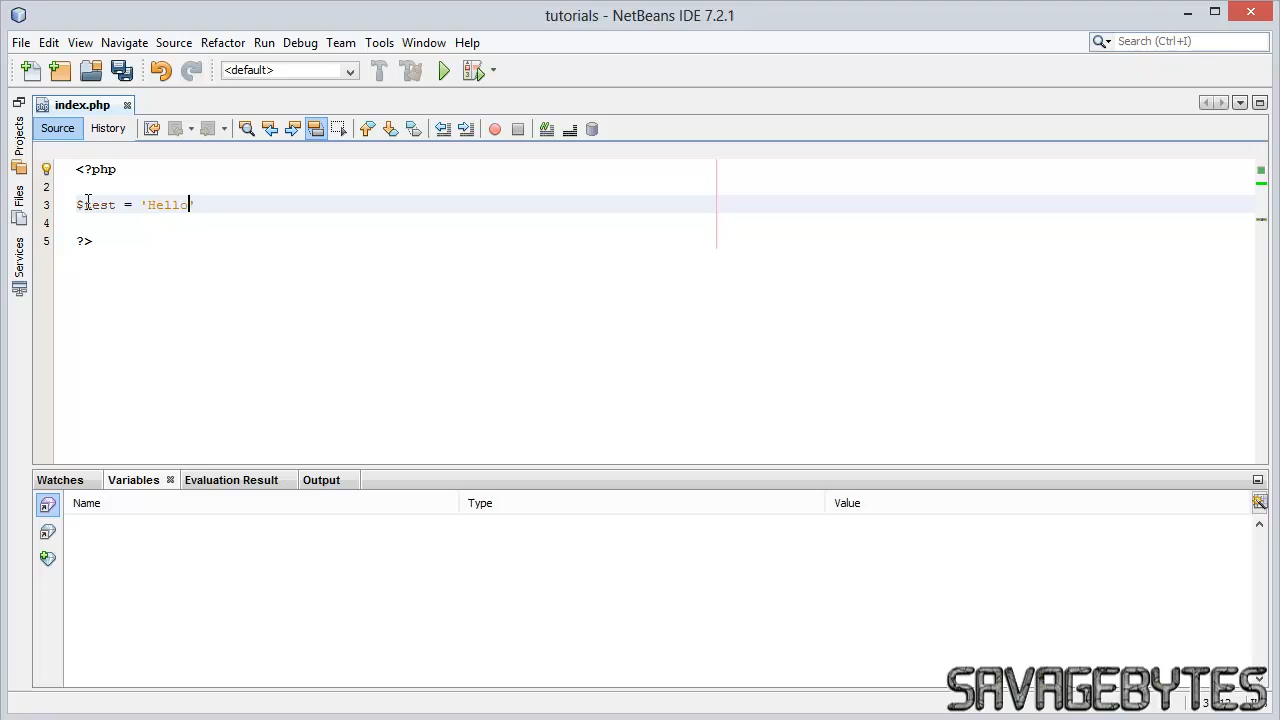 tutorials - NetBeans IDE 7.2.1
File Edit View Navigate Source Refactor Run Debug Team Tools Window Help
Search (Ctrl+I)
<default>
index.php
Source History
Projects
Files
Services
1 <?php
2
3 $test = 'Hello'
4
5 ?>
Watches Variables Evaluation Result Output
Name Type Value
SAVAGEBYTES